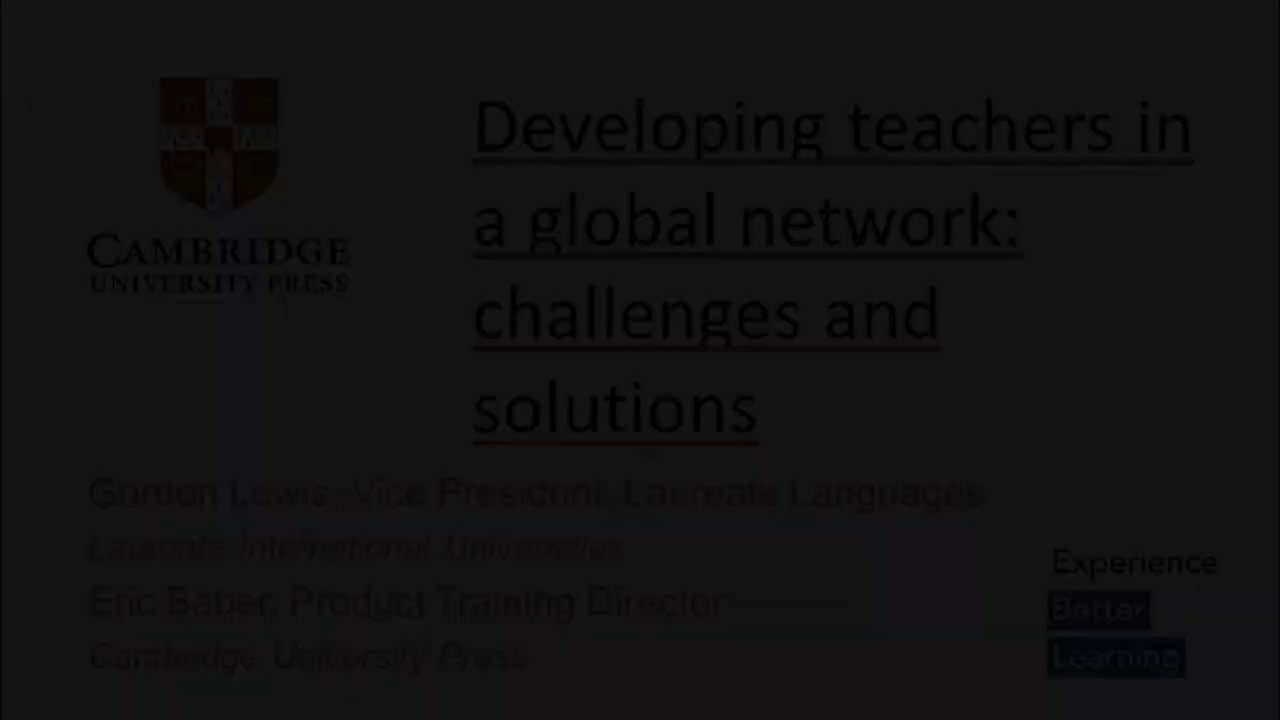 CAMBRIDGE
UNIVERSITY PRESS
Developing teachers in
a global network:
challenges and
solutions
Gordon Lewis, Vice President, Laureate Languages
Laureate International Universities
Eric Baber, Product Training Director
Cambridge University Press
Experience
Better
Learning